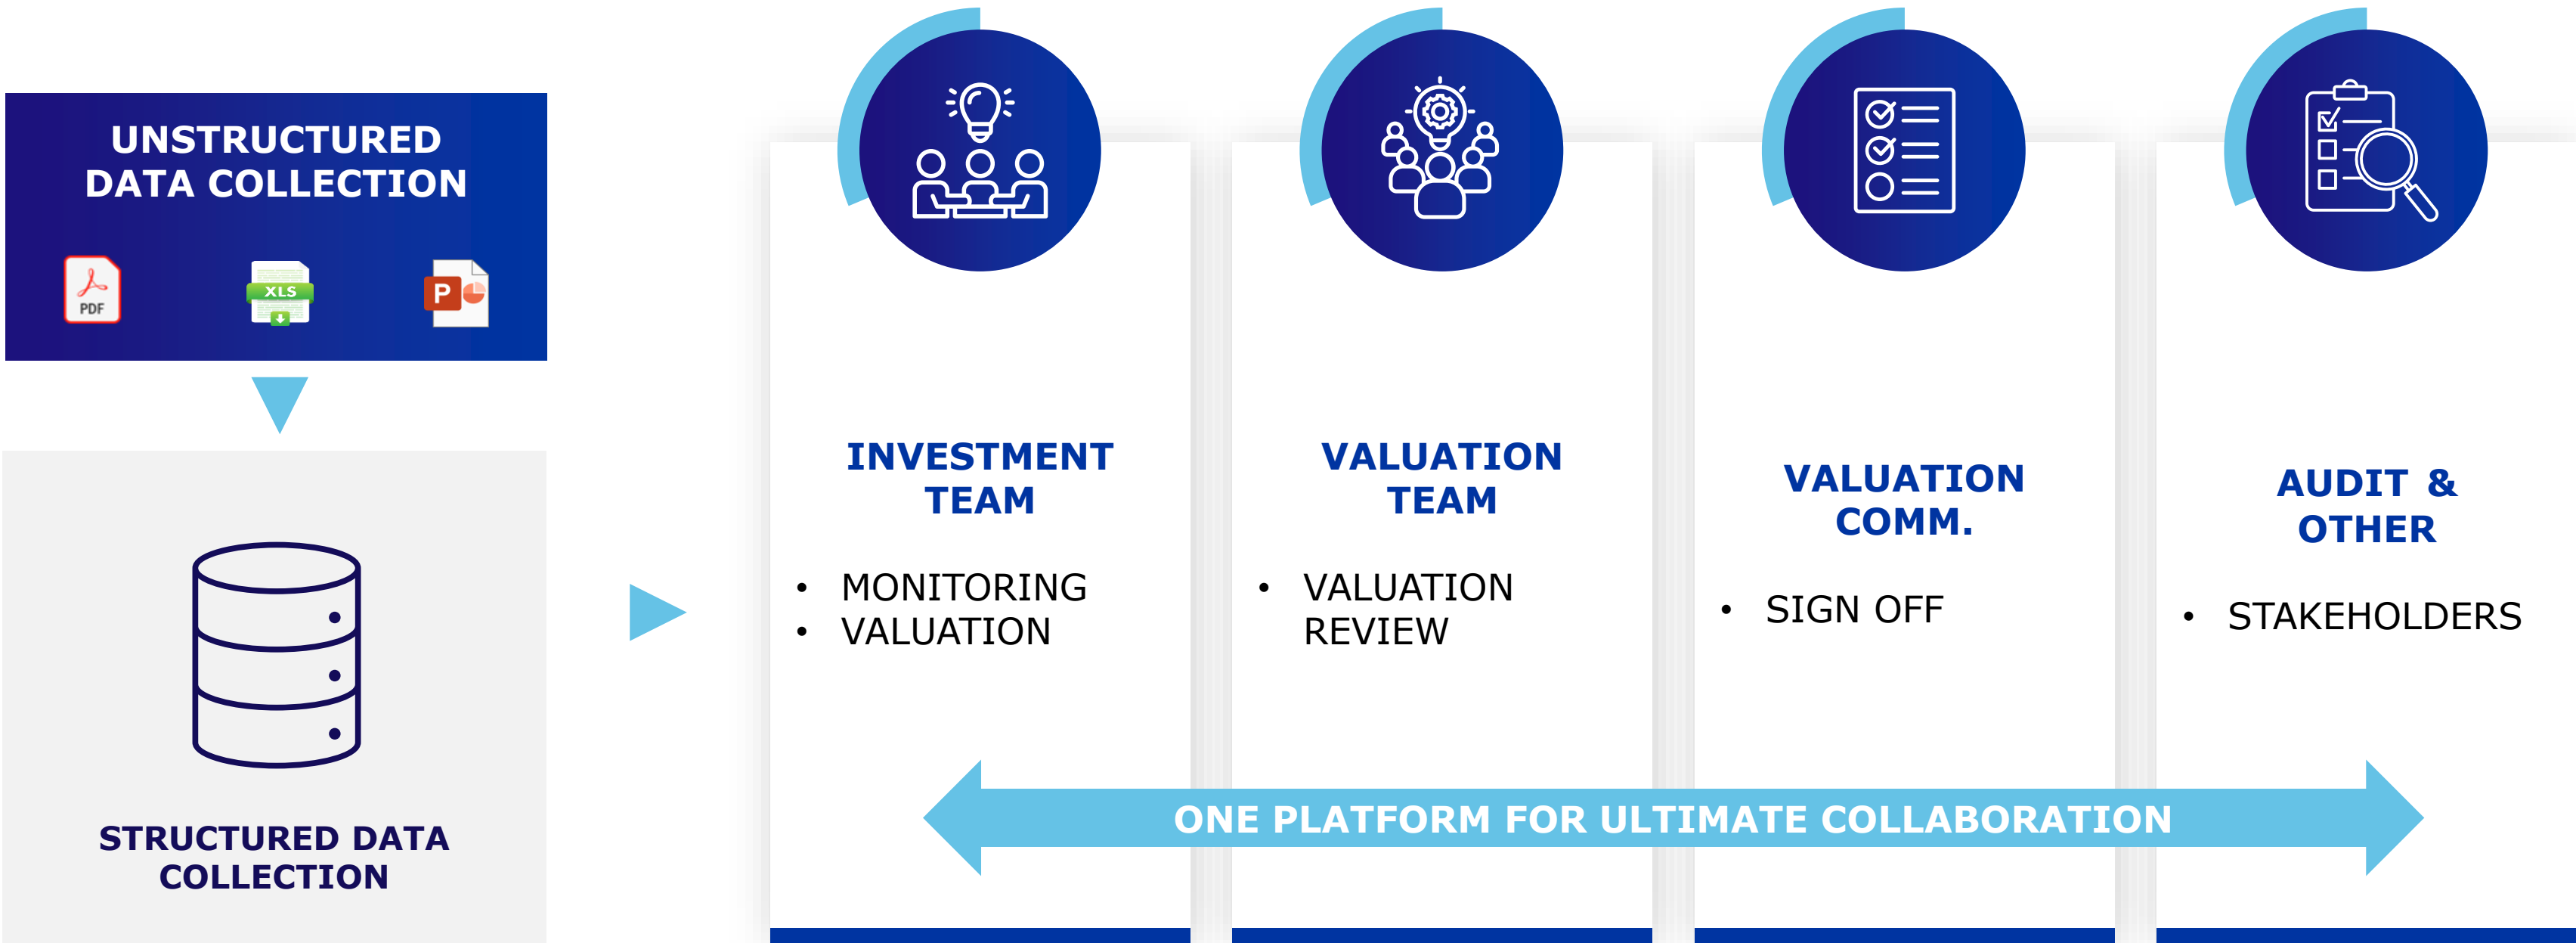 UNSTRUCTURED
DATA COLLECTION
PDF
XLS
P
STRUCTURED DATA
COLLECTION
INVESTMENT
TEAM
• MONITORING
• VALUATION
VALUATION
TEAM
• VALUATION
REVIEW
VALUATION
COMM.
• SIGN OFF
AUDIT &
OTHER
• STAKEHOLDERS
ONE PLATFORM FOR ULTIMATE COLLABORATION